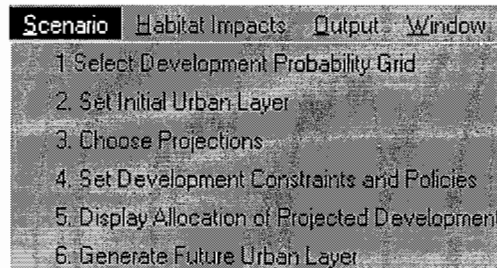 Scenario Habitat Impacts Output Window
1 Select Development Probability Grid
2. Set Initial Urban Layer
3. Choose Projections
4. Set Development Constraints and Policies
5. Display Allocation of Projected Development
6. Generate Future Urban Layer